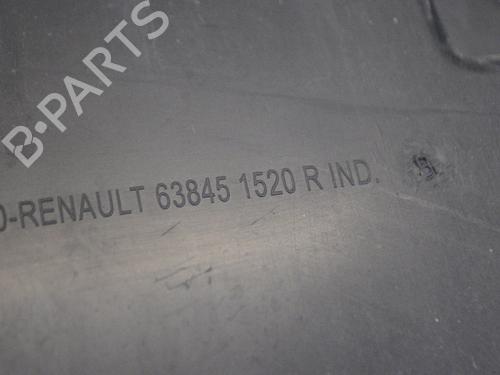 B-PARTS
O-RENAULT 63845 1520 R IND.